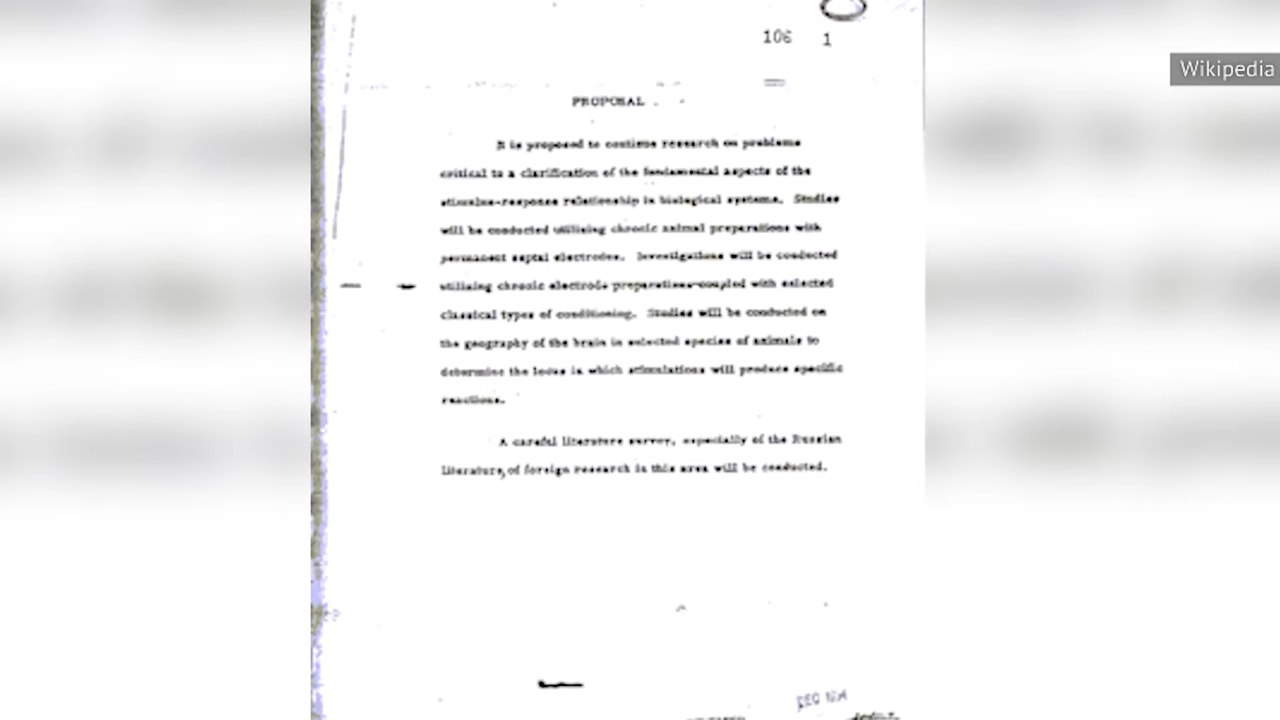 106 1
Wikipedia
PROPOSAL
It is proposed to continue research on problems
critical to a clarification of the fundamental aspects of the
stimulus-response relationship in biological systems. Studies
will be conducted utilizing chronic animal preparations with
permanent septal electrodes. Investigations will be conducted
utilizing chronic electrode preparations coupled with selected
classical types of conditioning. Studies will be conducted on
the geography of the brain in selected species of animals to
determine the locus in which stimulations will produce specific
reactions.
A careful literature survey, especially of the Russian
literature, of foreign research in this area will be conducted.